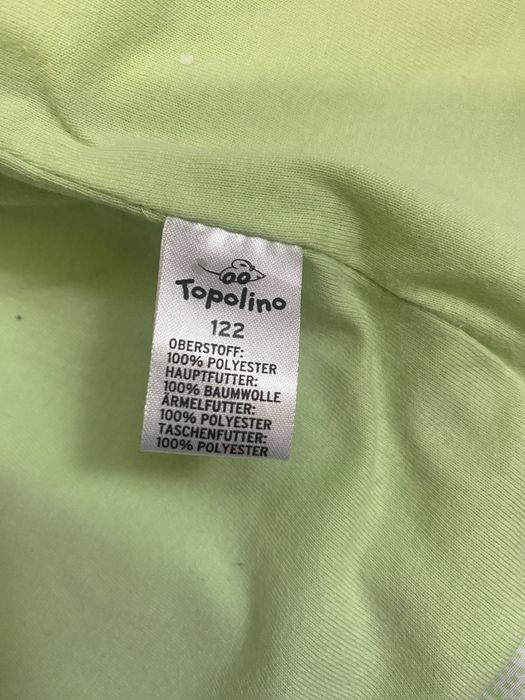 Topolino
122
OBERSTOFF:
100% POLYESTER
HAUPTFUTTER:
100% BAUMWOLLE
ÄRMELFUTTER:
100% POLYESTER
TASCHENFUTTER:
100% POLYESTER